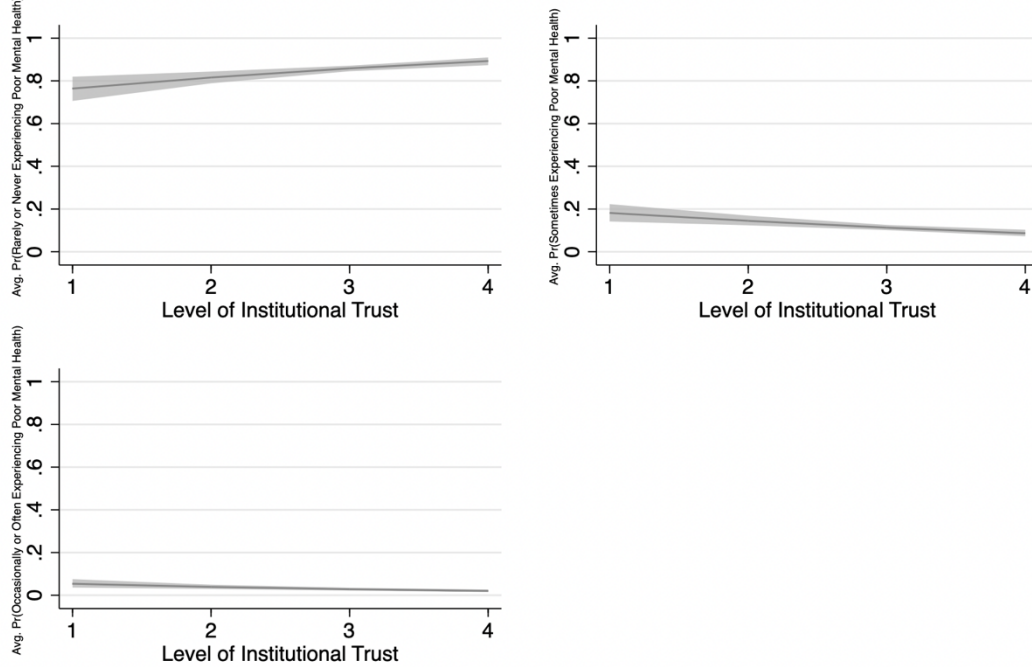 Avg. Pr(Rarely or Never Experiencing Poor Mental Health
1
.8
.6
.4
.2
0
1 2 3 4
Level of Institutional Trust
Avg. Pr(Sometimes Experiencing Poor Mental Health)
1
.8
.6
.4
.2
0
1 2 3 4
Level of Institutional Trust
Avg. Pr(Occasionally or Often Experiencing Poor Mental Health)
1
.8
.6
.4
.2
0
1 2 3 4
Level of Institutional Trust